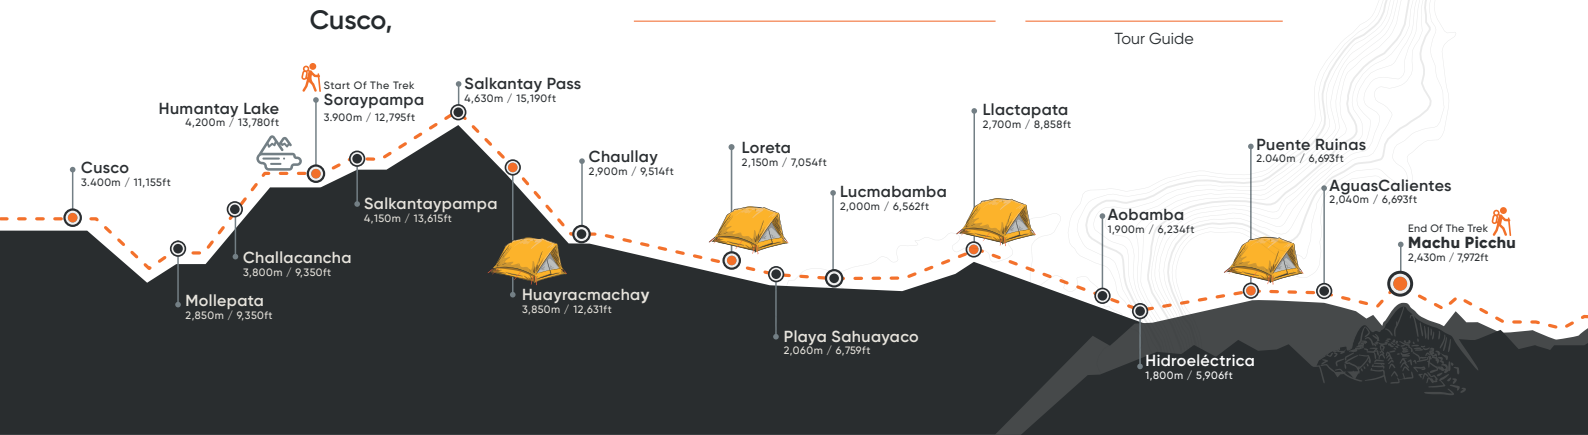 Cusco,
Tour Guide
Cusco
3.400m / 11,155ft
Mollepata
2,850m / 9,350ft
Challacancha
3,800m / 9,350ft
Humantay Lake
4,200m / 13,780ft
Start Of The Trek
Soraypampa
3.900m / 12,795ft
Salkantaypampa
4,150m / 13,615ft
Salkantay Pass
4,630m / 15,190ft
Huayracmachay
3,850m / 12,631ft
Chaullay
2,900m / 9,514ft
Loreta
2,150m / 7,054ft
Playa Sahuayaco
2,060m / 6,759ft
Lucmabamba
2,000m / 6,562ft
Llactapata
2,700m / 8,858ft
Aobamba
1,900m / 6,234ft
Hidroeléctrica
1,800m / 5,906ft
Puente Ruinas
2.040m / 6,693ft
AguasCalientes
2,040m / 6,693ft
End Of The Trek
Machu Picchu
2,430m / 7,972ft